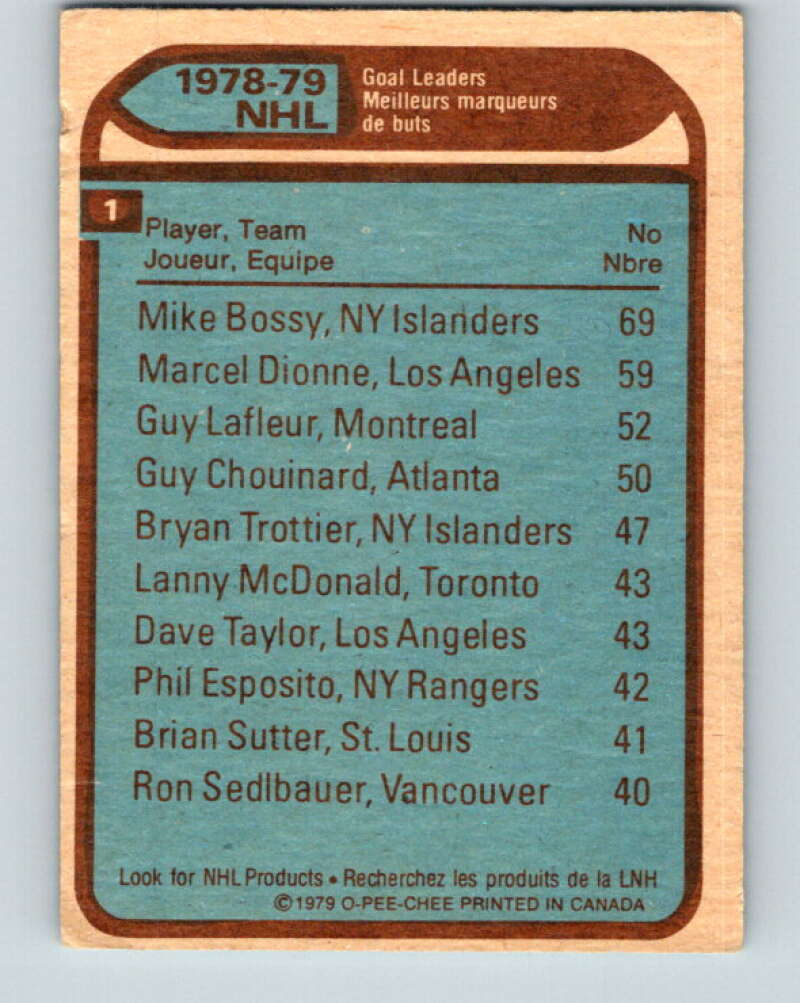 1978-79
NHL
Goal Leaders
Meilleurs marqueurs
de buts
1
Player, Team No
Joueur, Equipe Nbre
Mike Bossy, NY Islanders 69
Marcel Dionne, Los Angeles 59
Guy Lafleur, Montreal 52
Guy Chouinard, Atlanta 50
Bryan Trottier, NY Islanders 47
Lanny McDonald, Toronto 43
Dave Taylor, Los Angeles 43
Phil Esposito, NY Rangers 42
Brian Sutter, St. Louis 41
Ron Sedlbauer, Vancouver 40
Look for NHL Products • Recherchez les produits de la LNH
©1979 O-PEE-CHEE PRINTED IN CANADA